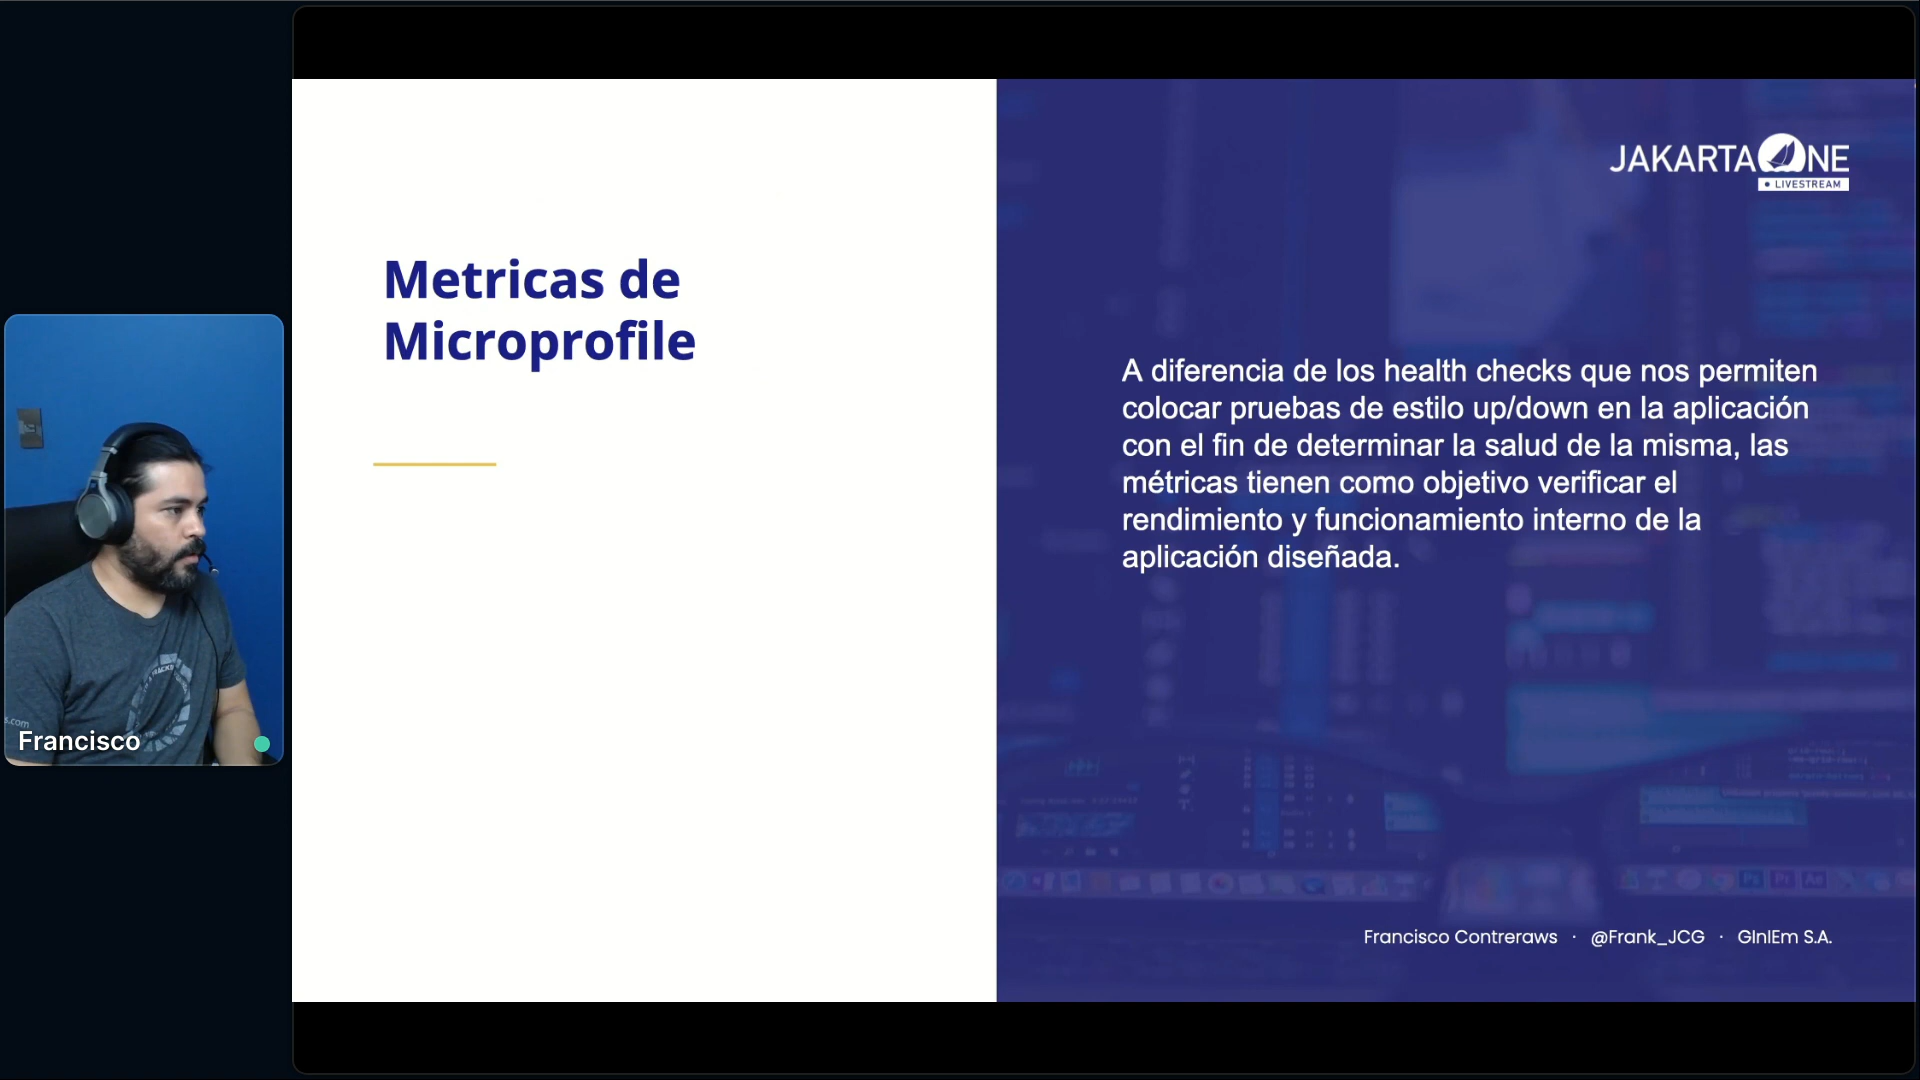 JAKARTA ONE
• LIVESTREAM
Metricas de
Microprofile
A diferencia de los health checks que nos permiten
colocar pruebas de estilo up/down en la aplicación
con el fin de determinar la salud de la misma, las
métricas tienen como objetivo verificar el
rendimiento y funcionamiento interno de la
aplicación diseñada.
s.com
Francisco
Francisco Contreraws · @Frank_JCG · GInIEm S.A.